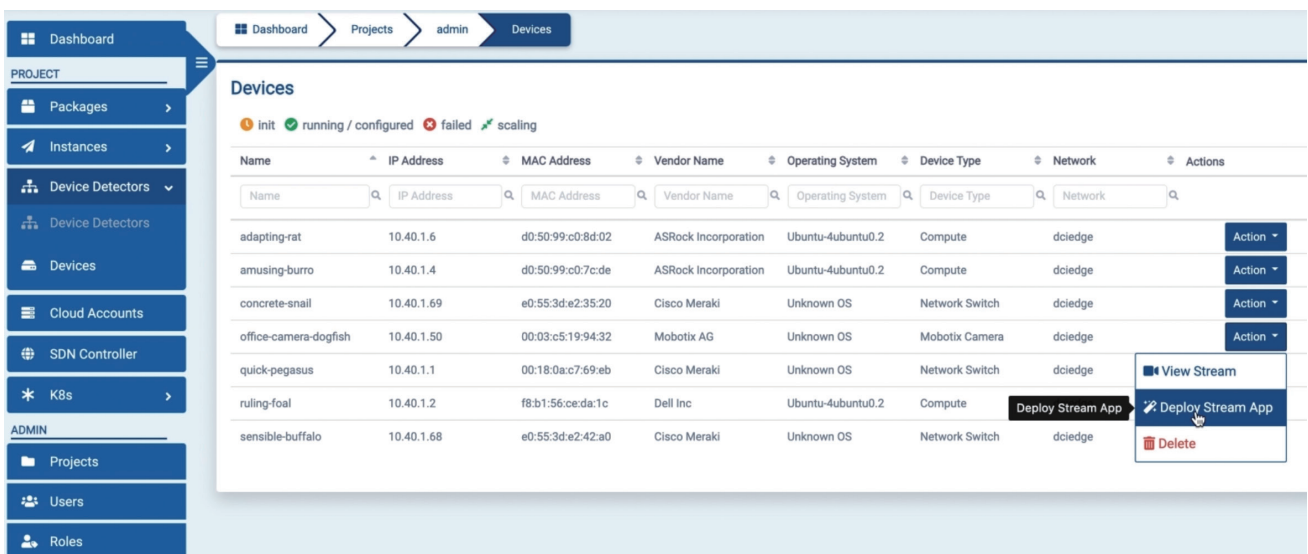 Dashboard
PROJECT
Packages
Instances
Device Detectors
Device Detectors
Devices
Cloud Accounts
SDN Controller
K8s
ADMIN
Projects
Users
Roles
Dashboard Projects admin Devices
Devices
init running / configured failed scaling
Name IP Address MAC Address Vendor Name Operating System Device Type Network Actions
Name IP Address MAC Address Vendor Name Operating System Device Type Network
adapting-rat 10.40.1.6 d0:50:99:c0:8d:02 ASRock Incorporation Ubuntu-4ubuntu0.2 Compute dciedge Action
amusing-burro 10.40.1.4 d0:50:99:c0:7c:de ASRock Incorporation Ubuntu-4ubuntu0.2 Compute dciedge Action
concrete-snail 10.40.1.69 e0:55:3d:e2:35:20 Cisco Meraki Unknown OS Network Switch dciedge Action
office-camera-dogfish 10.40.1.50 00:03:c5:19:94:32 Mobotix AG Unknown OS Mobotix Camera dciedge Action
quick-pegasus 10.40.1.1 00:18:0a:c7:69:eb Cisco Meraki Unknown OS Network Switch dciedge View Stream
ruling-foal 10.40.1.2 f8:b1:56:ce:da:1c Dell Inc Ubuntu-4ubuntu0.2 Compute Deploy Stream App Deploy Stream App
sensible-buffalo 10.40.1.68 e0:55:3d:e2:42:a0 Cisco Meraki Unknown OS Network Switch dciedge Delete